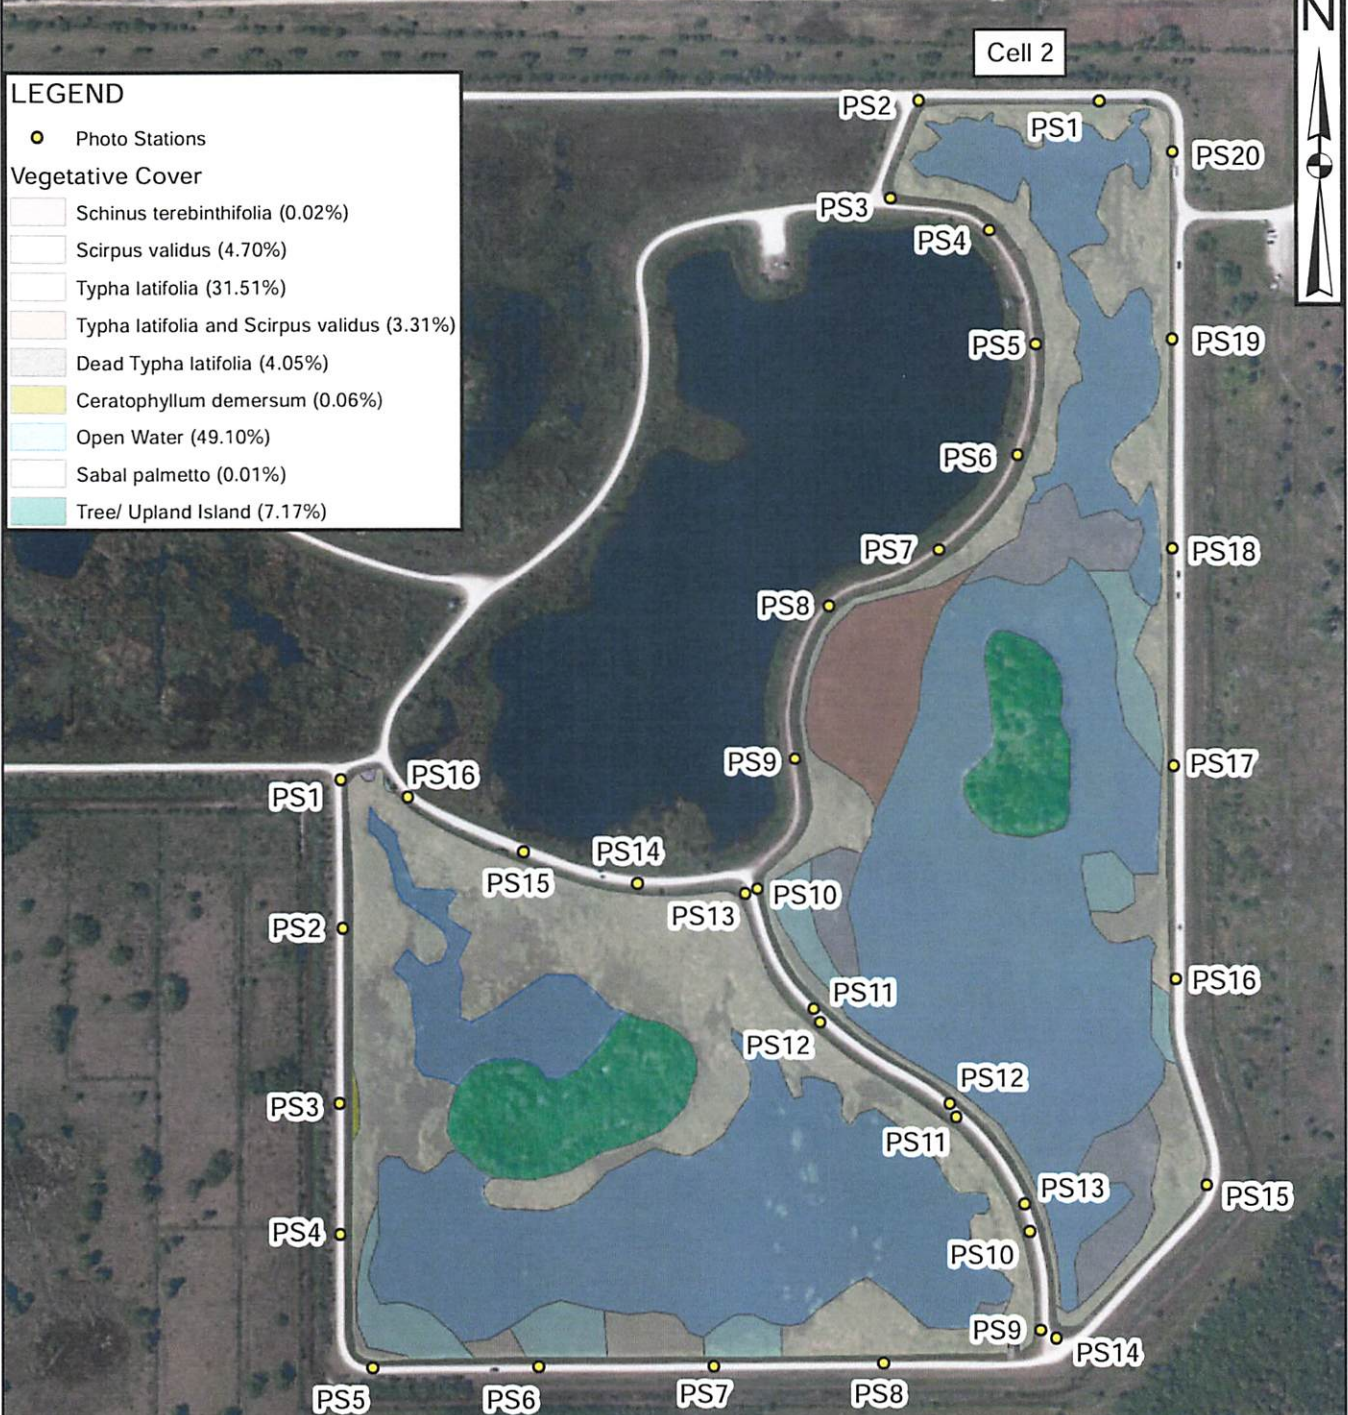 N
Cell 2
LEGEND
Photo Stations
Vegetative Cover
Schinus terebinthifolia (0.02%)
Scirpus validus (4.70%)
Typha latifolia (31.51%)
Typha latifolia and Scirpus validus (3.31%)
Dead Typha latifolia (4.05%)
Ceratophyllum demersum (0.06%)
Open Water (49.10%)
Sabal palmetto (0.01%)
Tree/ Upland Island (7.17%)
PS2
PS1
PS20
PS3
PS4
PS5
PS19
PS6
PS7
PS18
PS8
PS9
PS17
PS16
PS1
PS14
PS15
PS10
PS13
PS2
PS16
PS11
PS12
PS12
PS3
PS11
PS13
PS15
PS4
PS10
PS9
PS14
PS5
PS6
PS7
PS8